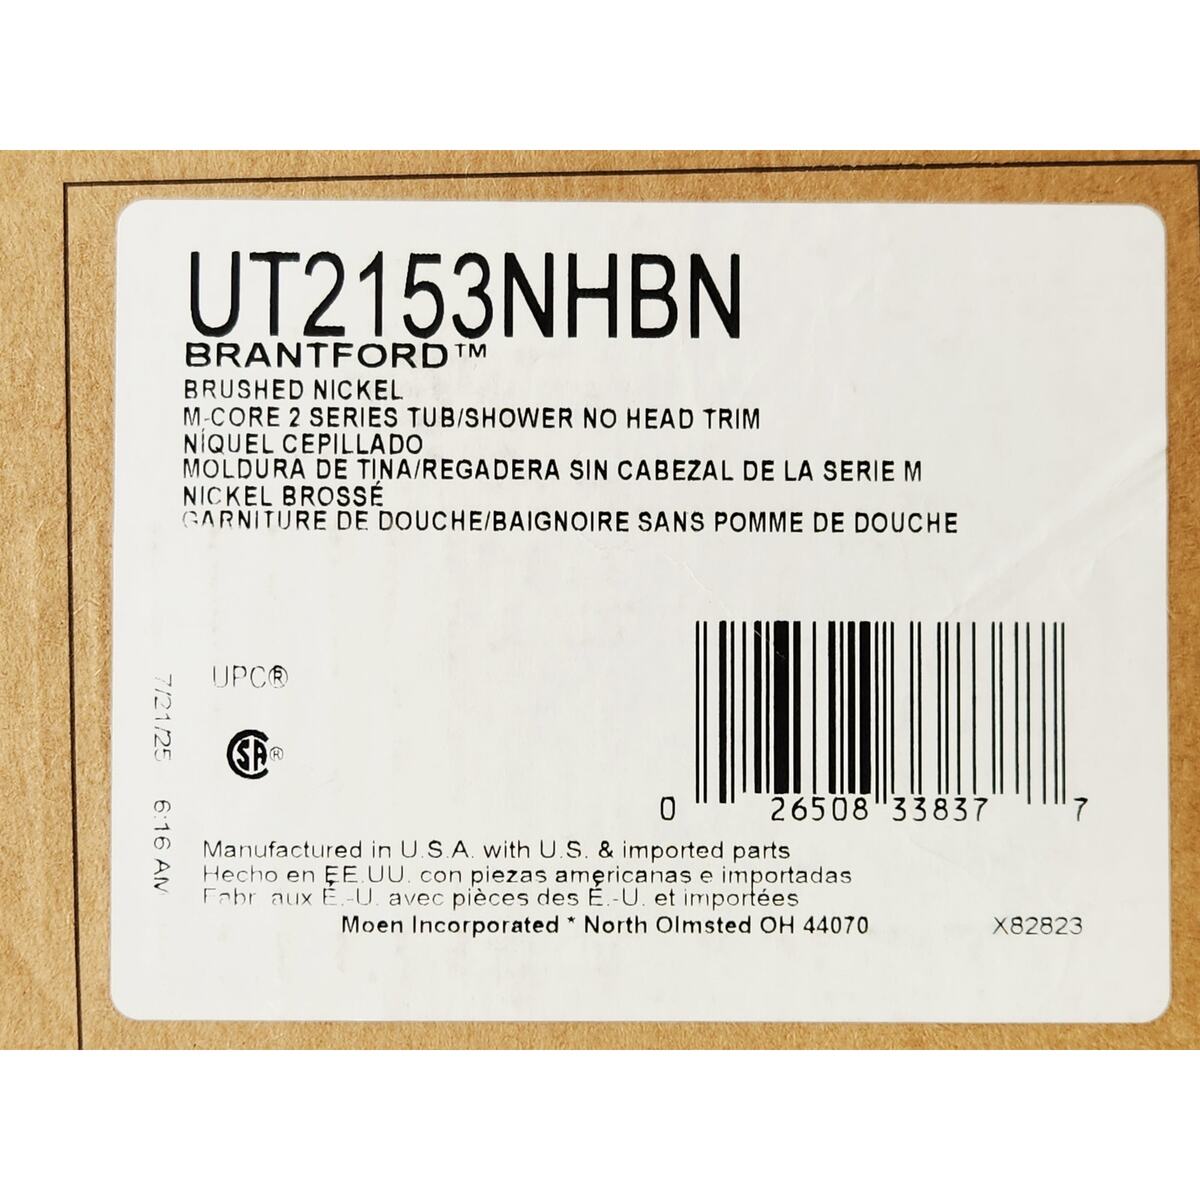 UT2153NHBN
BRANTFORD™
BRUSHED NICKEL
M-CORE 2 SERIES TUB/SHOWER NO HEAD TRIM
NÍQUEL CEPILLADO
MOLDURA DE TINA/REGADERA SIN CABEZAL DE LA SERIE M
NICKEL BROSSÉ
GARNITURE DE DOUCHE/BAIGNOIRE SANS POMME DE DOUCHE
UPC®
SA®
7/21/25 6:16 AM
0 26508 33837 7
Manufactured in U.S.A. with U.S. & imported parts
Hecho en EE.UU. con piezas américanas e importadas
Fabr aux É.-U. avec pièces des É.-U. et importées
Moen Incorporated * North Olmsted OH 44070
X82823